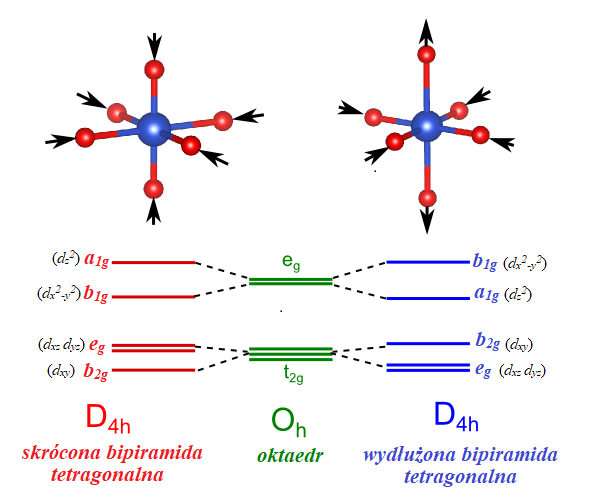 (dz²) a1g
eg
b1g (dx²-y²)
(dx²-y²) b1g
a1g (dz²)
(dxz dyz) eg
b2g (dxy)
(dxy) b2g
t2g
eg (dxz dyz)
D4h
Oh
D4h
skrócona bipiramida
tetragonalna
oktaedr
wydłużona bipiramida
tetragonalna